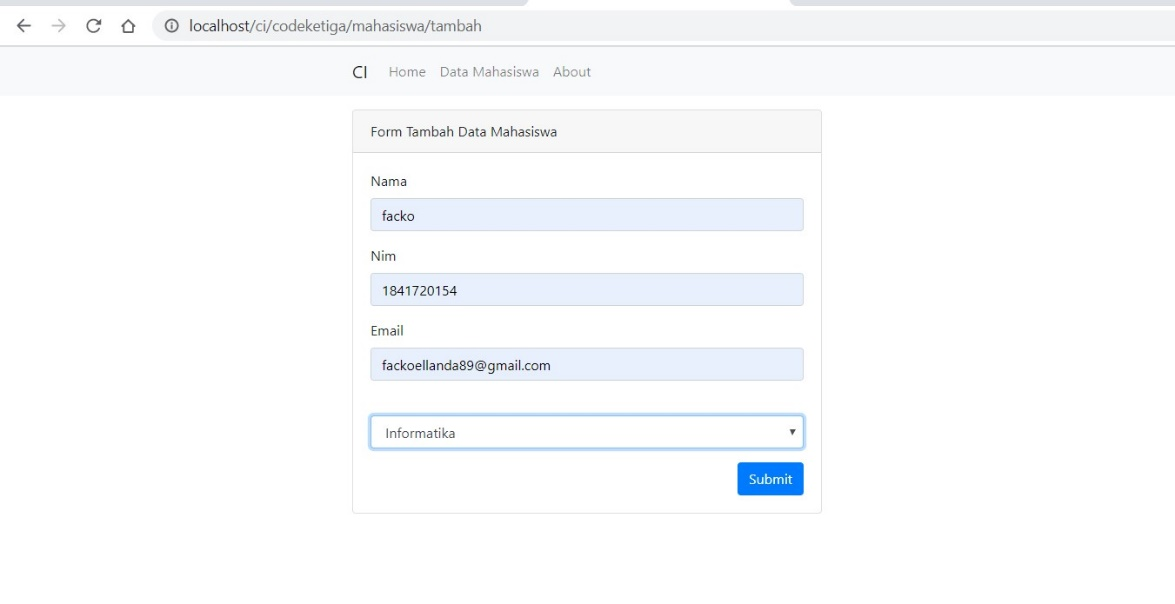 localhost/ci/codeketiga/mahasiswa/tambah
CI Home Data Mahasiswa About
Form Tambah Data Mahasiswa
Nama
facko
Nim
1841720154
Email
fackoellanda89@gmail.com
Informatika
Submit